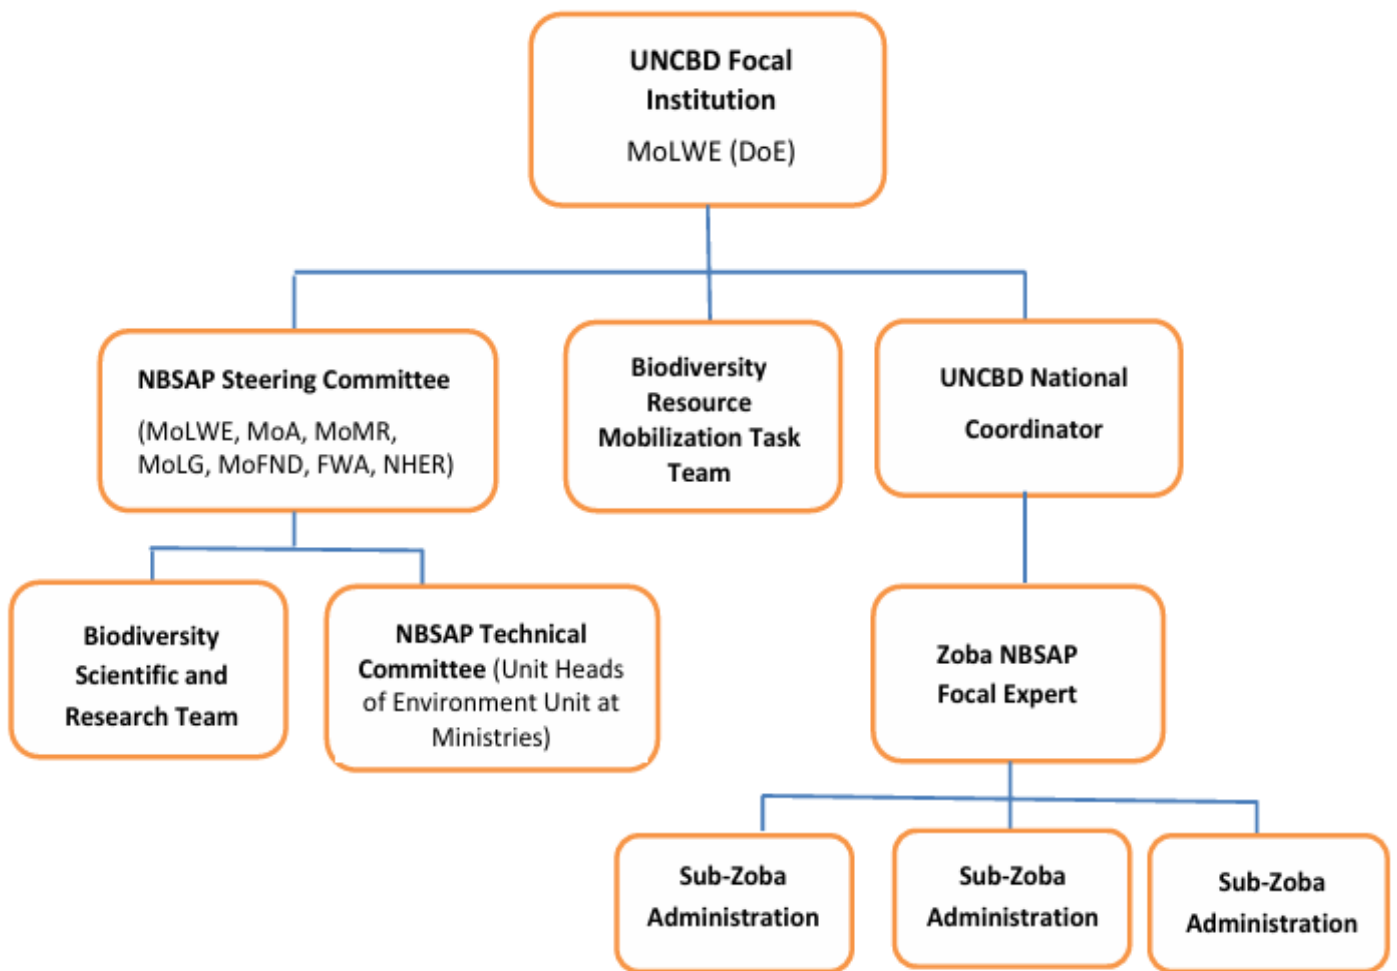 UNCBD Focal
Institution
MoLWE (DoE)
NBSAP Steering Committee
(MoLWE, MoA, MoMR,
MoLG, MoFND, FWA, NHER)
Biodiversity
Resource
Mobilization Task
Team
UNCBD National
Coordinator
Biodiversity
Scientific and
Research Team
NBSAP Technical
Committee (Unit Heads
of Environment Unit at
Ministries)
Zoba NBSAP
Focal Expert
Sub-Zoba
Administration
Sub-Zoba
Administration
Sub-Zoba
Administration